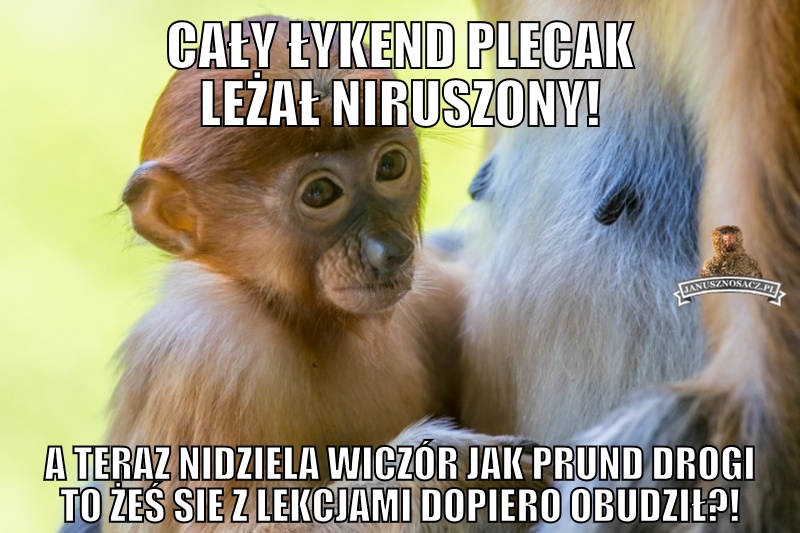 CAŁY ŁYKEND PLECAK
LEŻAŁ NIRUSZONY!
JANUSZNOSACZ.PL
A TERAZ NIDZIELA WICZÓR JAK PRUND DROGI
TO ŻEŚ SIE Z LEKCJAMI DOPIERO OBUDZIŁ?!